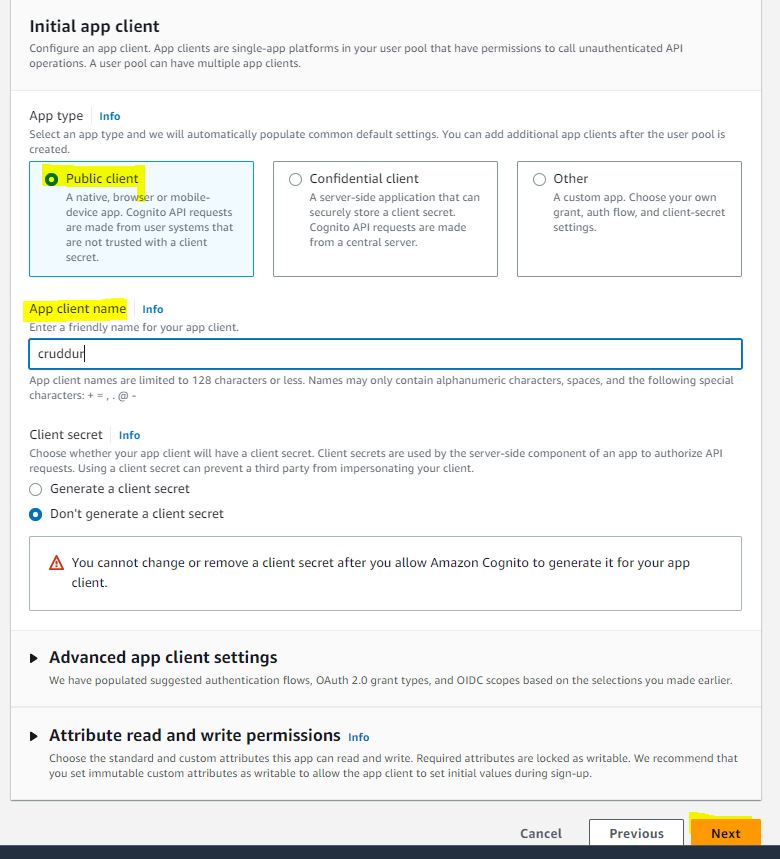 Initial app client
Configure an app client. App clients are single-app platforms in your user pool that have permissions to call unauthenticated API
operations. A user pool can have multiple app clients.
App type Info
Select an app type and we will automatically populate common default settings. You can add additional app clients after the user pool is
created.
Public client
A native, browser or mobile-
device app. Cognito API requests
are made from user systems that
are not trusted with a client
secret.
Confidential client
A server-side application that can
securely store a client secret.
Cognito API requests are made
from a central server.
Other
A custom app. Choose your own
grant, auth flow, and client-secret
settings.
App client name Info
Enter a friendly name for your app client.
cruddur
App client names are limited to 128 characters or less. Names may only contain alphanumeric characters, spaces, and the following special
characters: + = , . @ -
Client secret Info
Choose whether your app client will have a client secret. Client secrets are used by the server-side component of an app to authorize API
requests. Using a client secret can prevent a third party from impersonating your client.
Generate a client secret
Don't generate a client secret
You cannot change or remove a client secret after you allow Amazon Cognito to generate it for your app
client.
Advanced app client settings
We have populated suggested authentication flows, OAuth 2.0 grant types, and OIDC scopes based on the selections you made earlier.
Attribute read and write permissions Info
Choose the standard and custom attributes this app can read and write. Required attributes are locked as writable. We recommend that
you set immutable custom attributes as writable to allow the app client to set initial values during sign-up.
Cancel Previous Next